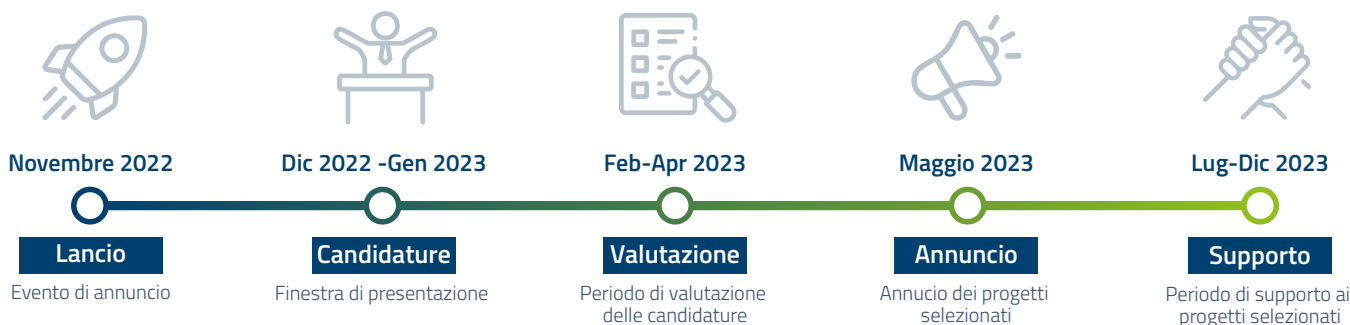 Novembre 2022
Dic 2022 -Gen 2023
Feb-Apr 2023
Maggio 2023
Lug-Dic 2023
Lancio
Candidature
Valutazione
Annuncio
Supporto
Evento di annuncio
Finestra di presentazione
Periodo di valutazione
delle candidature
Annucio dei progetti
selezionati
Periodo di supporto ai
progetti selezionati